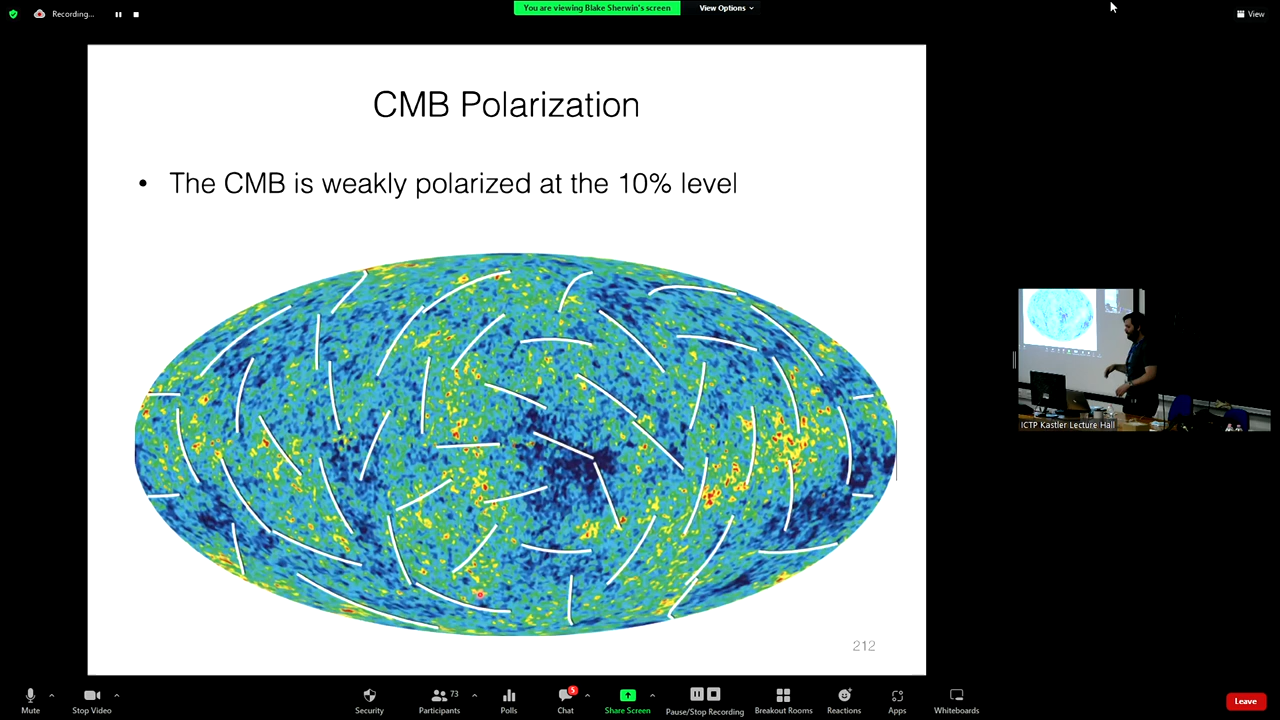 Recording...
You are viewing Blake Sherwin's screen
View Options
View
CMB Polarization
• The CMB is weakly polarized at the 10% level
ICTP Kastler Lecture Hall
212
Mute
Stop Video
Security
Participants
73
Polls
Chat
5
Share Screen
Pause/Stop Recording
Breakout Rooms
Reactions
Apps
Whiteboards
Leave